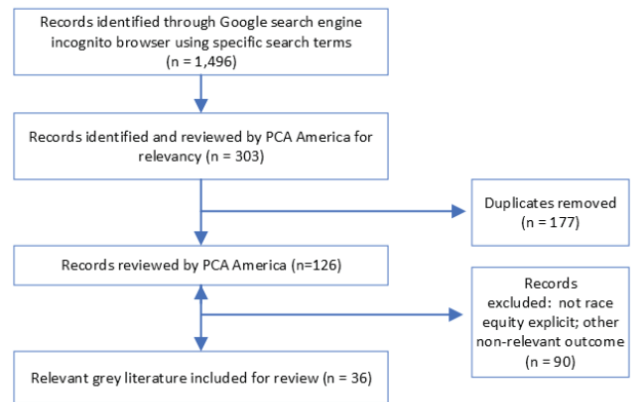 Records identified through Google search engine
incognito browser using specific search terms
(n = 1,496)
Records identified and reviewed by PCA America for
relevancy (n = 303)
Duplicates removed
(n = 177)
Records reviewed by PCA America (n=126)
Records
excluded: not race
equity explicit; other
non-relevant outcome
(n = 90)
Relevant grey literature included for review (n = 36)